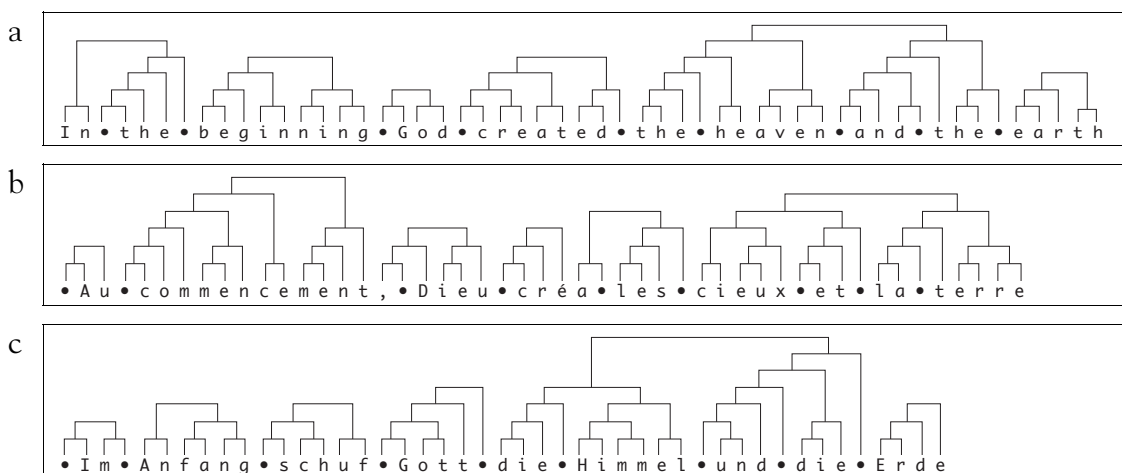 a
In•the•beginning•God•created•the•heaven•and•the•earth
b
•Au•commencement,•Dieu•créa•les•cieux•et•la•terre
c
•Im•Anfang•schuf•Gott•die•Himmel•und•die•Erde